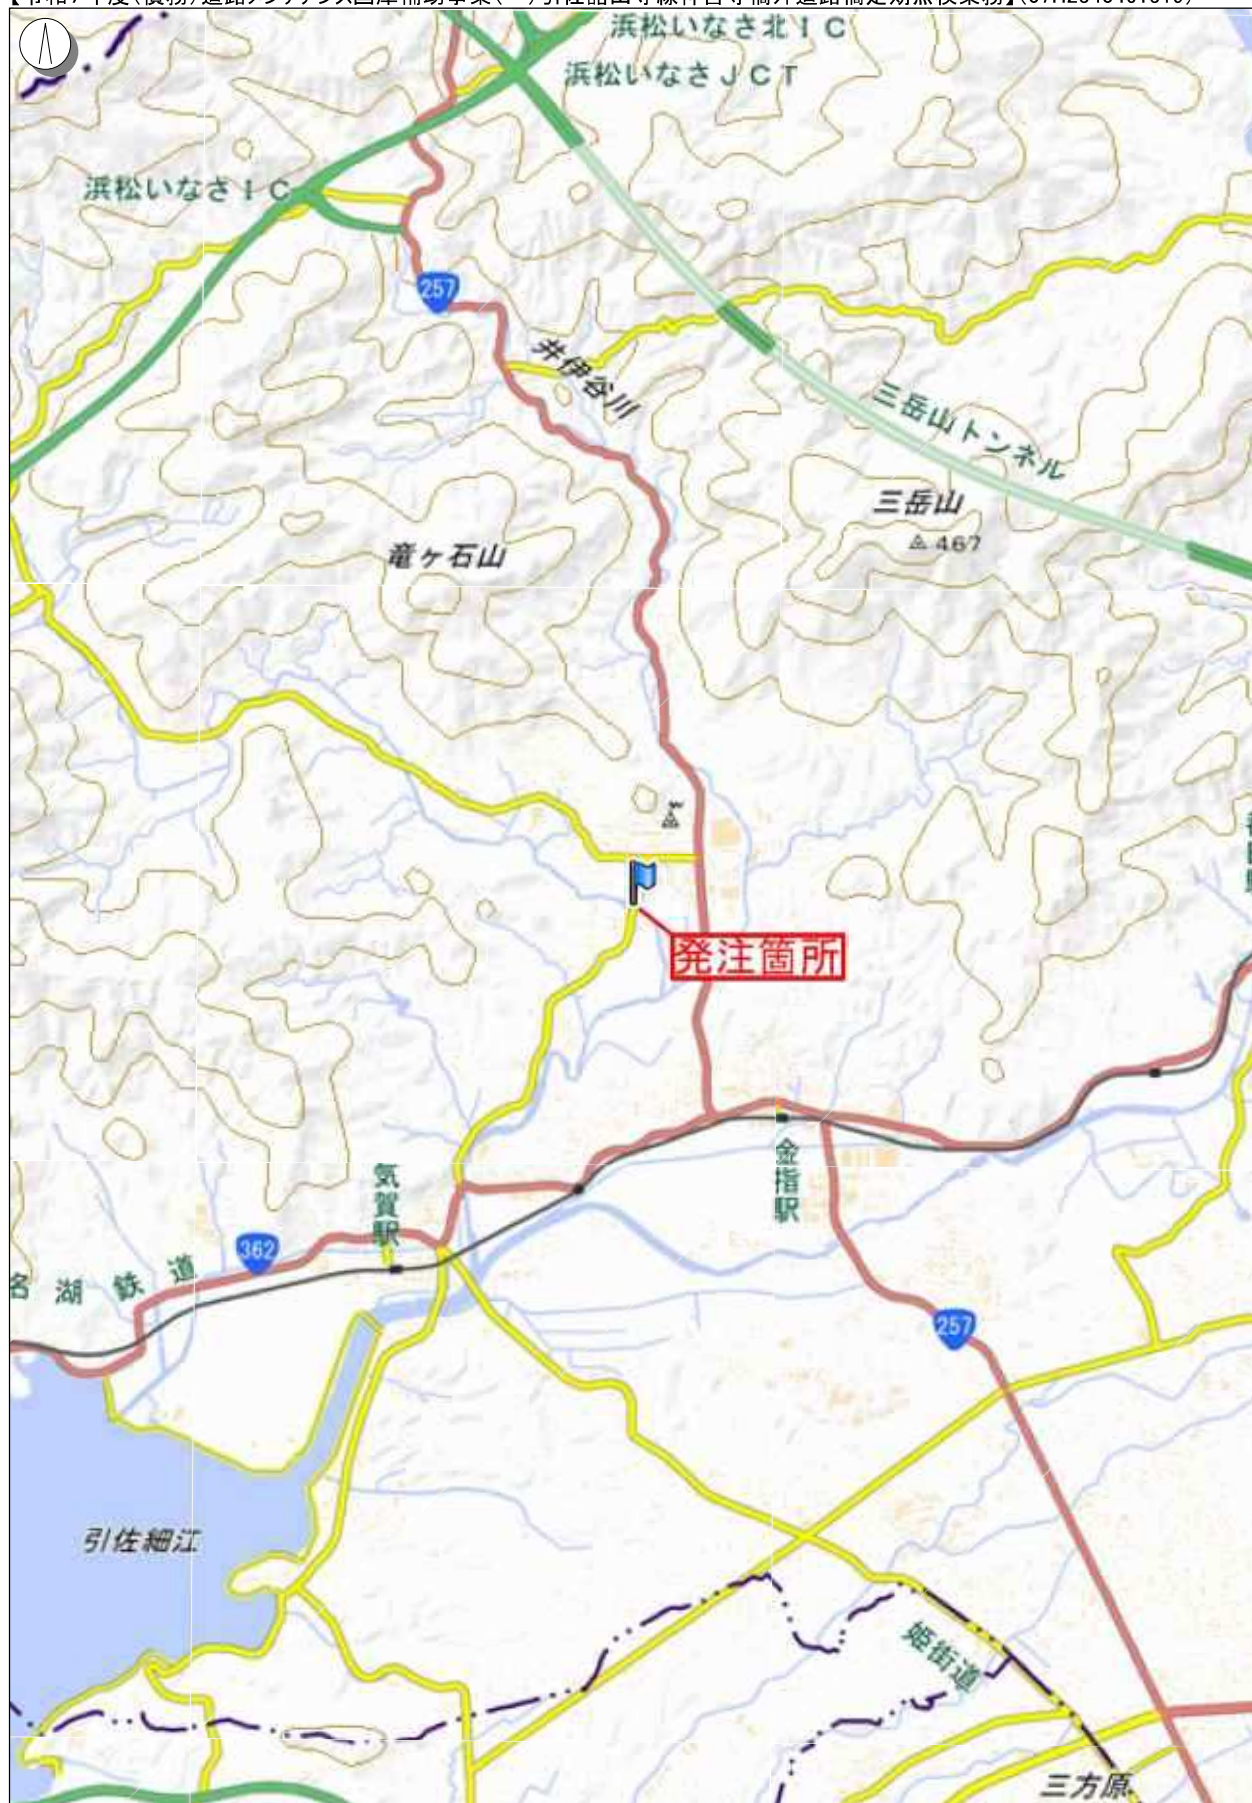 浜松いなさ北IC
浜松いなさJCT
浜松いなさIC
257
井伊谷川
三岳山トンネル
三岳山
467
竜ヶ石山
発注箇所
気賀駅
金指駅
362
名湖鉄道
257
引佐細江
姫街道
三方原